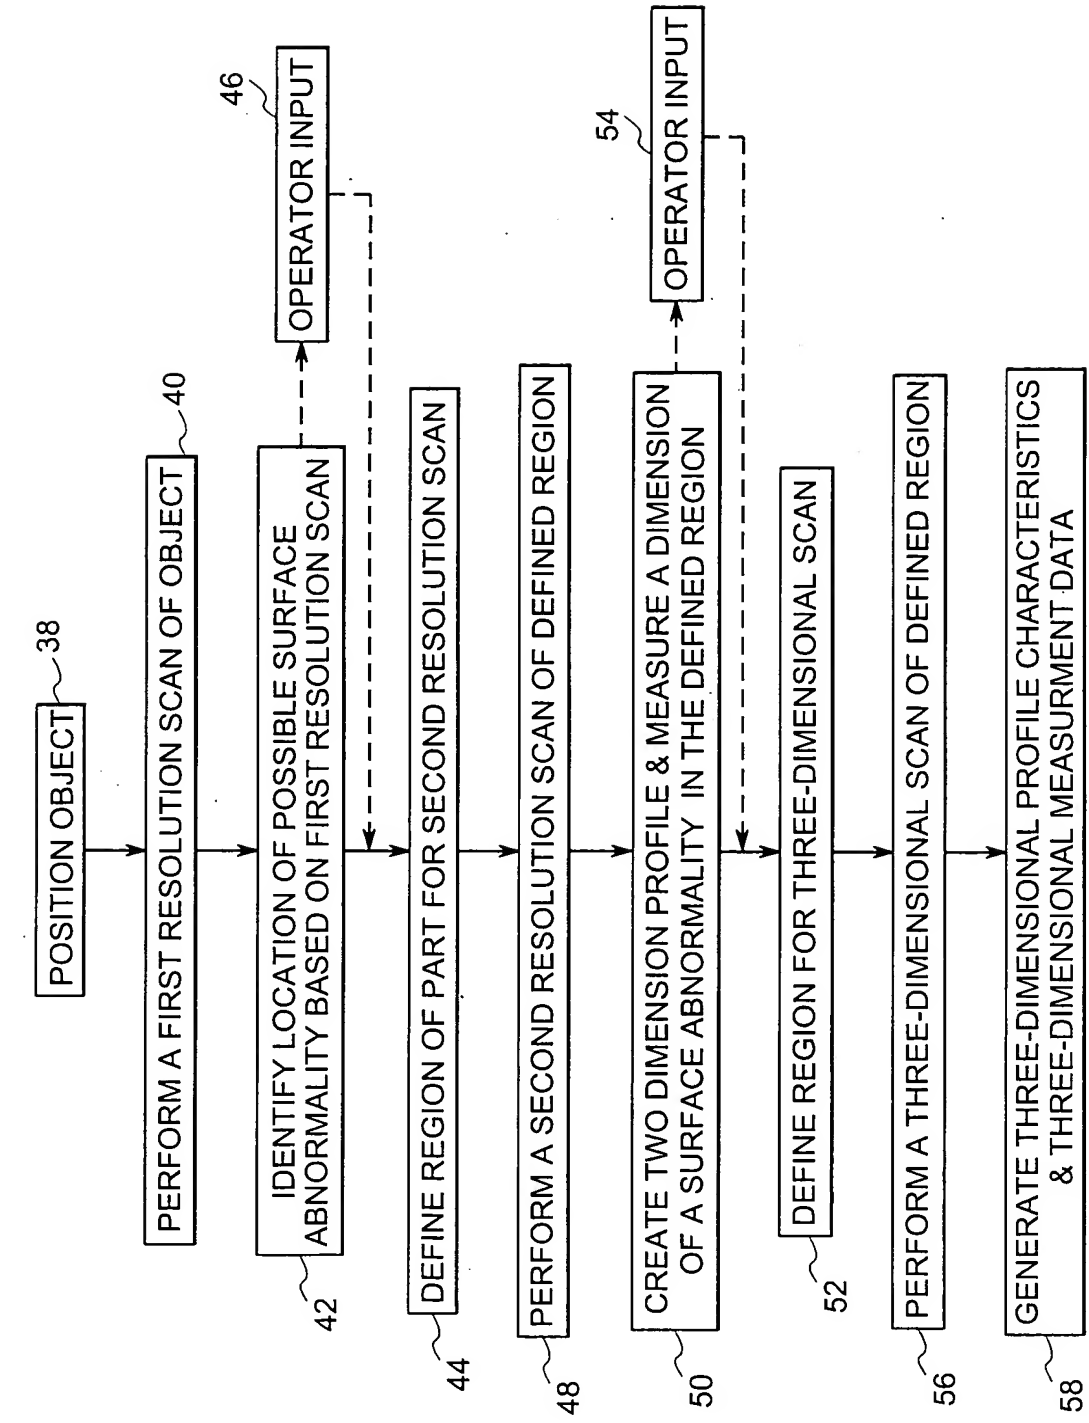 POSITION OBJECT
38
PERFORM A FIRST RESOLUTION SCAN OF OBJECT
40
IDENTIFY LOCATION OF POSSIBLE SURFACE
ABNORMALITY BASED ON FIRST RESOLUTION SCAN
42
OPERATOR INPUT
46
DEFINE REGION OF PART FOR SECOND RESOLUTION SCAN
44
PERFORM A SECOND RESOLUTION SCAN OF DEFINED REGION
48
CREATE TWO DIMENSION PROFILE & MEASURE A DIMENSION
OF A SURFACE ABNORMALITY IN THE DEFINED REGION
50
OPERATOR INPUT
54
DEFINE REGION FOR THREE-DIMENSIONAL SCAN
52
PERFORM A THREE-DIMENSIONAL SCAN OF DEFINED REGION
56
GENERATE THREE-DIMENSIONAL PROFILE CHARACTERISTICS
& THREE-DIMENSIONAL MEASURMENT DATA
58